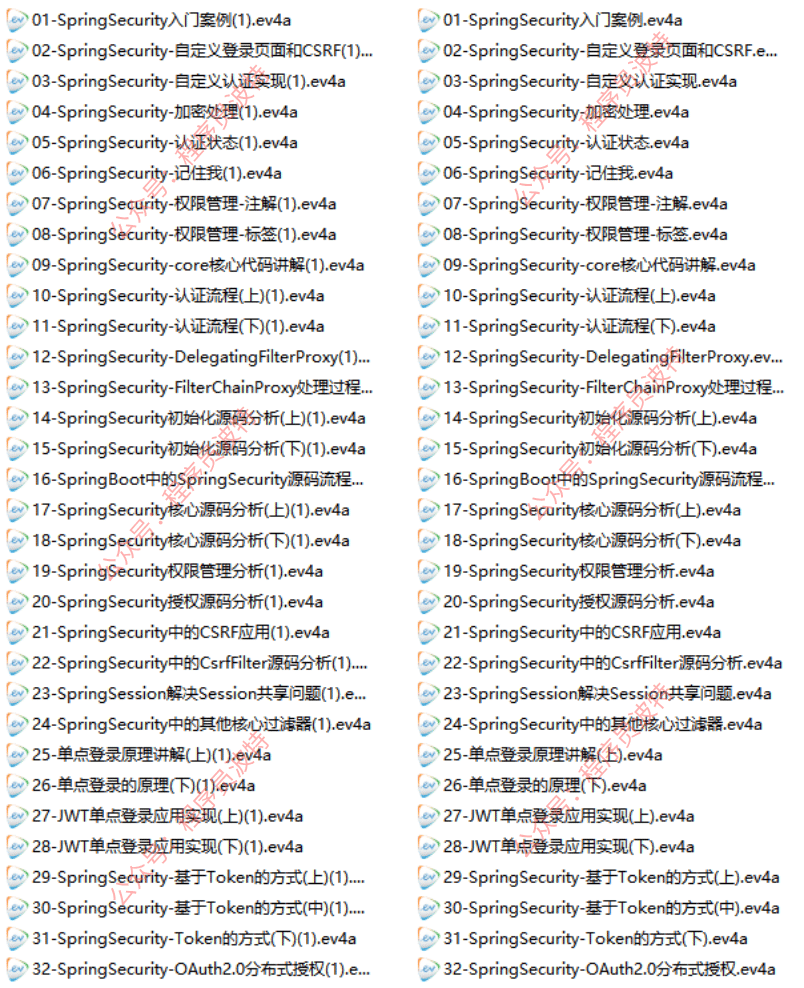 01-SpringSecurity入门案例(1).ev4a
02-SpringSecurity-自定义登录页面和CSRF(1)...
03-SpringSecurity-自定义认证实现(1).ev4a
04-SpringSecurity-加密处理(1).ev4a
05-SpringSecurity-认证状态(1).ev4a
06-SpringSecurity-记住我(1).ev4a
07-SpringSecurity-权限管理-注解(1).ev4a
08-SpringSecurity-权限管理-标签(1).ev4a
09-SpringSecurity-core核心代码讲解(1).ev4a
10-SpringSecurity-认证流程(上)(1).ev4a
11-SpringSecurity-认证流程(下)(1).ev4a
12-SpringSecurity-DelegatingFilterProxy(1)...
13-SpringSecurity-FilterChainProxy处理过程...
14-SpringSecurity初始化源码分析(上)(1).ev4a
15-SpringSecurity初始化源码分析(下)(1).ev4a
16-SpringBoot中的SpringSecurity源码流程...
17-SpringSecurity核心源码分析(上)(1).ev4a
18-SpringSecurity核心源码分析(下)(1).ev4a
19-SpringSecurity权限管理分析(1).ev4a
20-SpringSecurity授权源码分析(1).ev4a
21-SpringSecurity中的CSRF应用(1).ev4a
22-SpringSecurity中的CsrfFilter源码分析(1)....
23-SpringSession解决Session共享问题(1).e...
24-SpringSecurity中的其他核心过滤器(1).ev4a
25-单点登录原理讲解(上)(1).ev4a
26-单点登录的原理(下)(1).ev4a
27-JWT单点登录应用实现(上)(1).ev4a
28-JWT单点登录应用实现(下)(1).ev4a
29-SpringSecurity-基于Token的方式(上)(1)....
30-SpringSecurity-基于Token的方式(中)(1)....
31-SpringSecurity-Token的方式(下)(1).ev4a
32-SpringSecurity-OAuth2.0分布式授权(1).e...
01-SpringSecurity入门案例.ev4a
02-SpringSecurity-自定义登录页面和CSRF.e...
03-SpringSecurity-自定义认证实现.ev4a
04-SpringSecurity-加密处理.ev4a
05-SpringSecurity-认证状态.ev4a
06-SpringSecurity-记住我.ev4a
07-SpringSecurity-权限管理-注解.ev4a
08-SpringSecurity-权限管理-标签.ev4a
09-SpringSecurity-core核心代码讲解.ev4a
10-SpringSecurity-认证流程(上).ev4a
11-SpringSecurity-认证流程(下).ev4a
12-SpringSecurity-DelegatingFilterProxy.ev...
13-SpringSecurity-FilterChainProxy处理过程...
14-SpringSecurity初始化源码分析(上).ev4a
15-SpringSecurity初始化源码分析(下).ev4a
16-SpringBoot中的SpringSecurity源码流程...
17-SpringSecurity核心源码分析(上).ev4a
18-SpringSecurity核心源码分析(下).ev4a
19-SpringSecurity权限管理分析.ev4a
20-SpringSecurity授权源码分析.ev4a
21-SpringSecurity中的CSRF应用.ev4a
22-SpringSecurity中的CsrfFilter源码分析.ev4a
23-SpringSession解决Session共享问题.ev4a
24-SpringSecurity中的其他核心过滤器.ev4a
25-单点登录原理讲解(上).ev4a
26-单点登录的原理(下).ev4a
27-JWT单点登录应用实现(上).ev4a
28-JWT单点登录应用实现(下).ev4a
29-SpringSecurity-基于Token的方式(上).ev4a
30-SpringSecurity-基于Token的方式(中).ev4a
31-SpringSecurity-Token的方式(下).ev4a
32-SpringSecurity-OAuth2.0分布式授权.ev4a
公众号：程序员波特
公众号：程序员波特
公众号：程序员波特
公众号：程序员波特
公众号：程序员波特
公众号：程序员波特